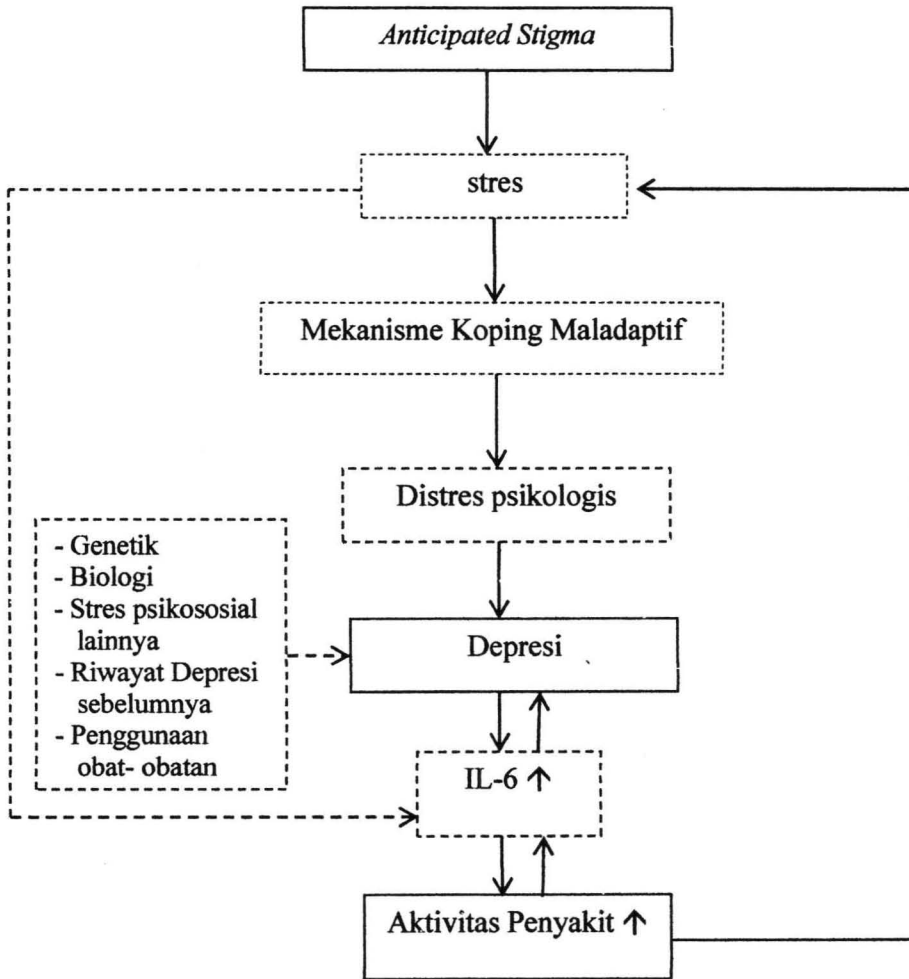 Anticipated Stigma
stres
Mekanisme Koping Maladaptif
Distres psikologis
- Genetik
- Biologi
- Stres psikososial
lainnya
- Riwayat Depresi
sebelumnya
- Penggunaan
obat- obatan
Depresi
IL-6 ↑
Aktivitas Penyakit ↑